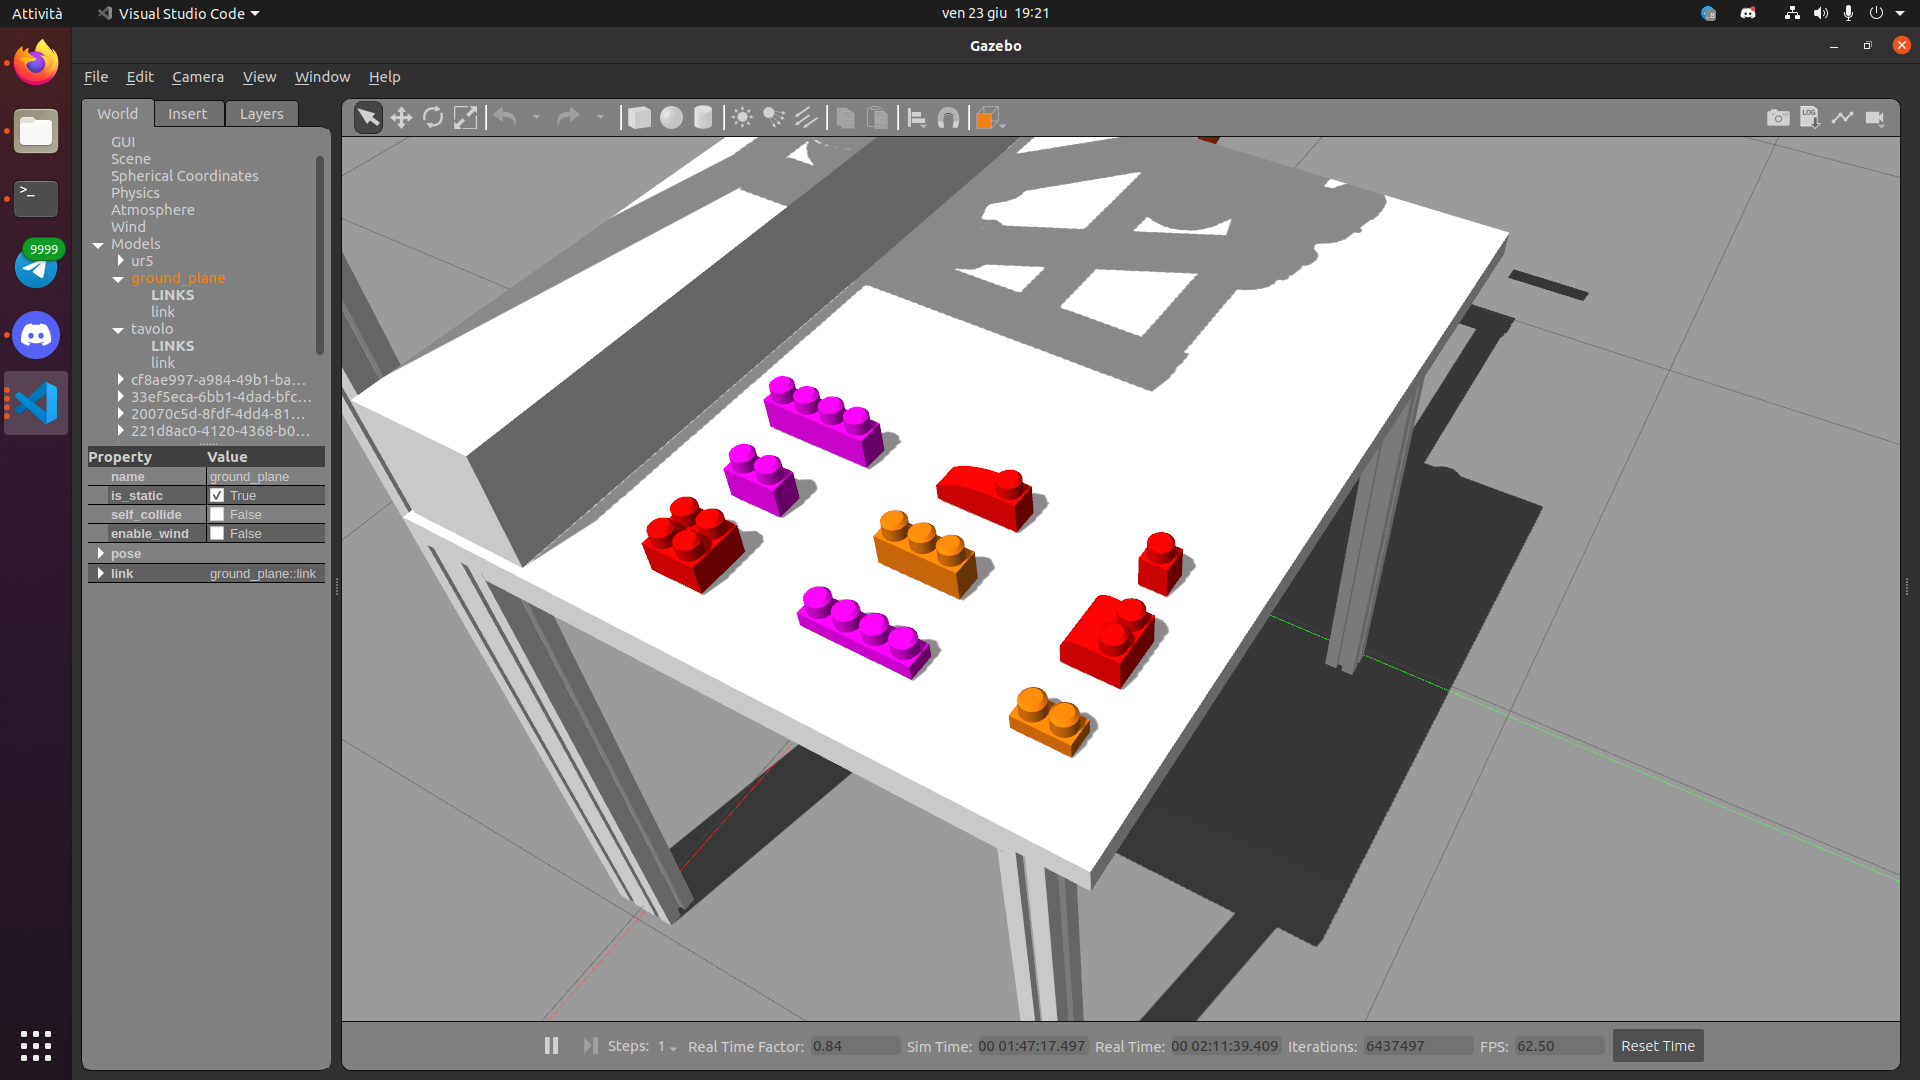 Attività Visual Studio Code ven 23 giu 19:21
Gazebo
File Edit Camera View Window Help
World Insert Layers
GUI
Scene
Spherical Coordinates
Physics
Atmosphere
Wind
Models
ur5
ground_plane
LINKS
link
tavolo
LINKS
link
cf8ae997-a984-49b1-ba...
33ef5eca-6bb1-4dad-bfc...
20070c5d-8fdf-4dd4-81...
221d8ac0-4120-4368-b0...
Property Value
name ground_plane
is_static True
self_collide False
enable_wind False
pose
link ground_plane::link
9999
LOG
Steps: 1 Real Time Factor: 0.84 Sim Time: 00 01:47:17.497 Real Time: 00 02:11:39.409 Iterations: 6437497 FPS: 62.50 Reset Time